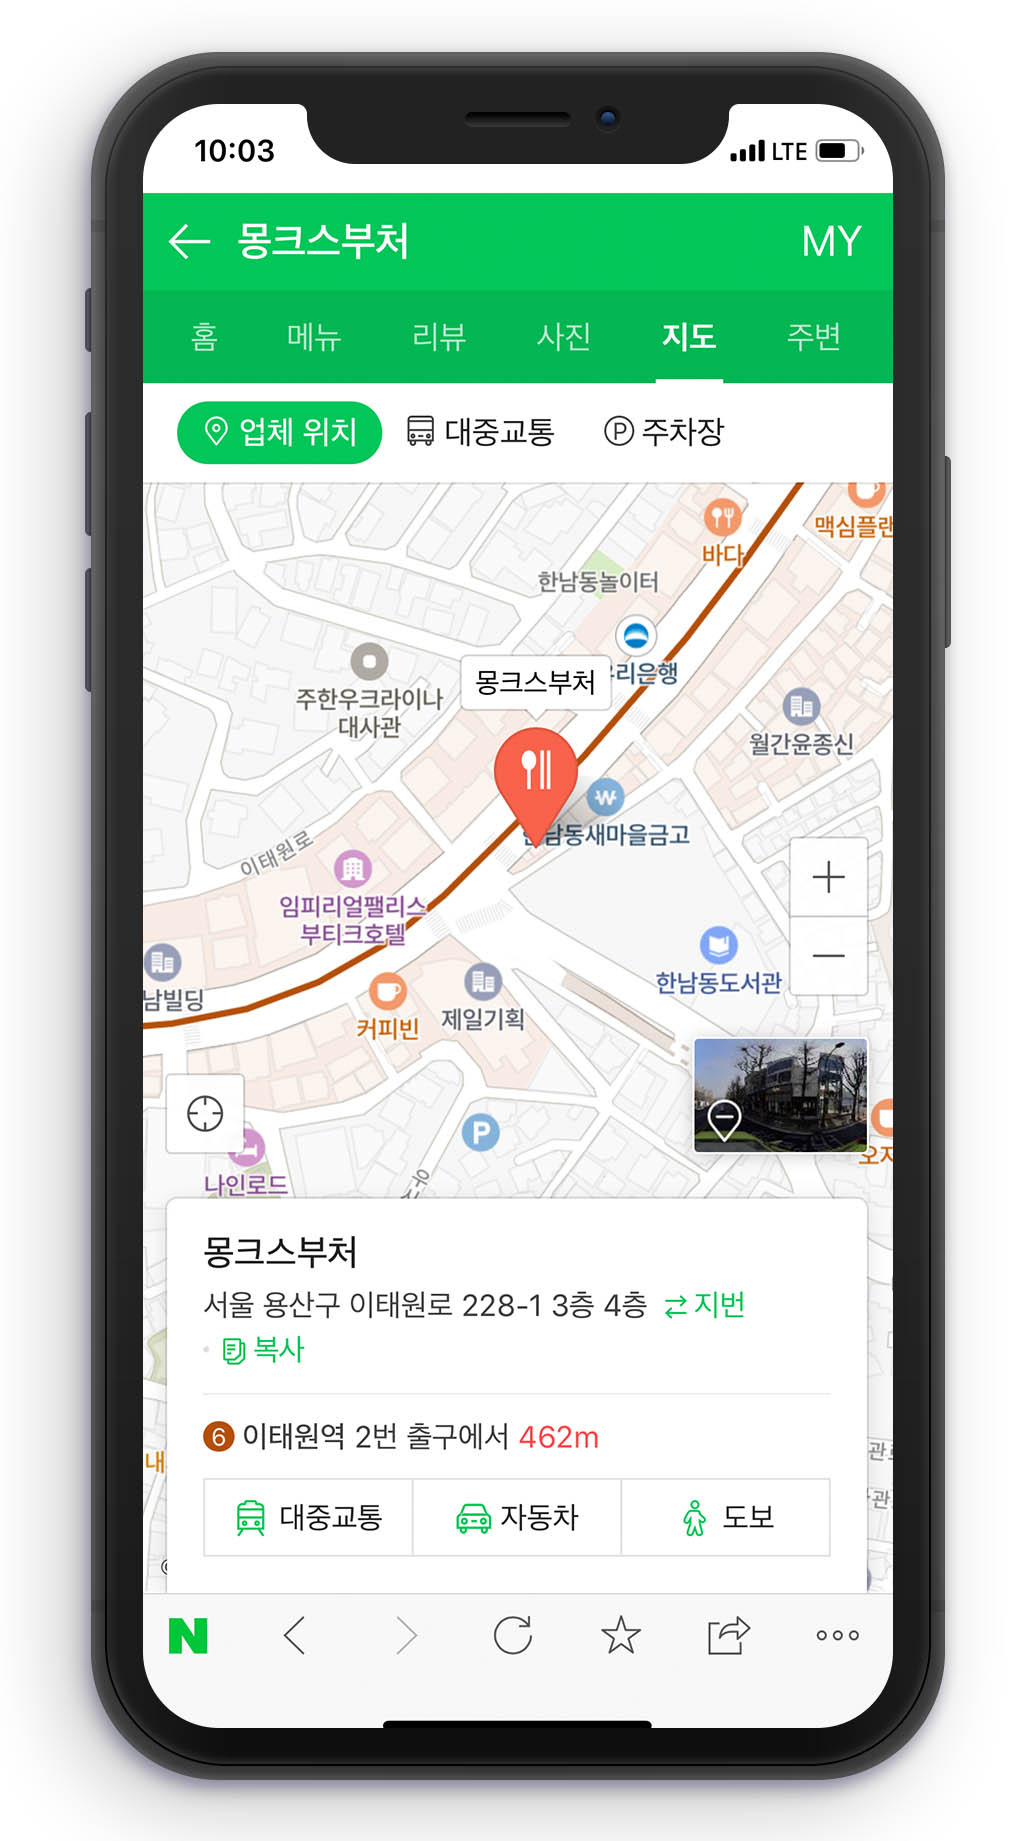 10:03
LTE
몽크스부처
MY
홈 메뉴 리뷰 사진 지도 주변
업체 위치 대중교통 P 주차장
맥심플랜
바다
한남동놀이터
우리은행
몽크스부처
주한우크라이나
대사관
월간윤종신
한남동새마을금고
이태원로
임피리얼팰리스
부티크호텔
한남동도서관
남빌딩
커피빈
제일기획
P
나인로드
몽크스부처
서울 용산구 이태원로 228-1 3층 4층 지번
복사
6 이태원역 2번 출구에서 462m
대중교통 자동차 도보
N